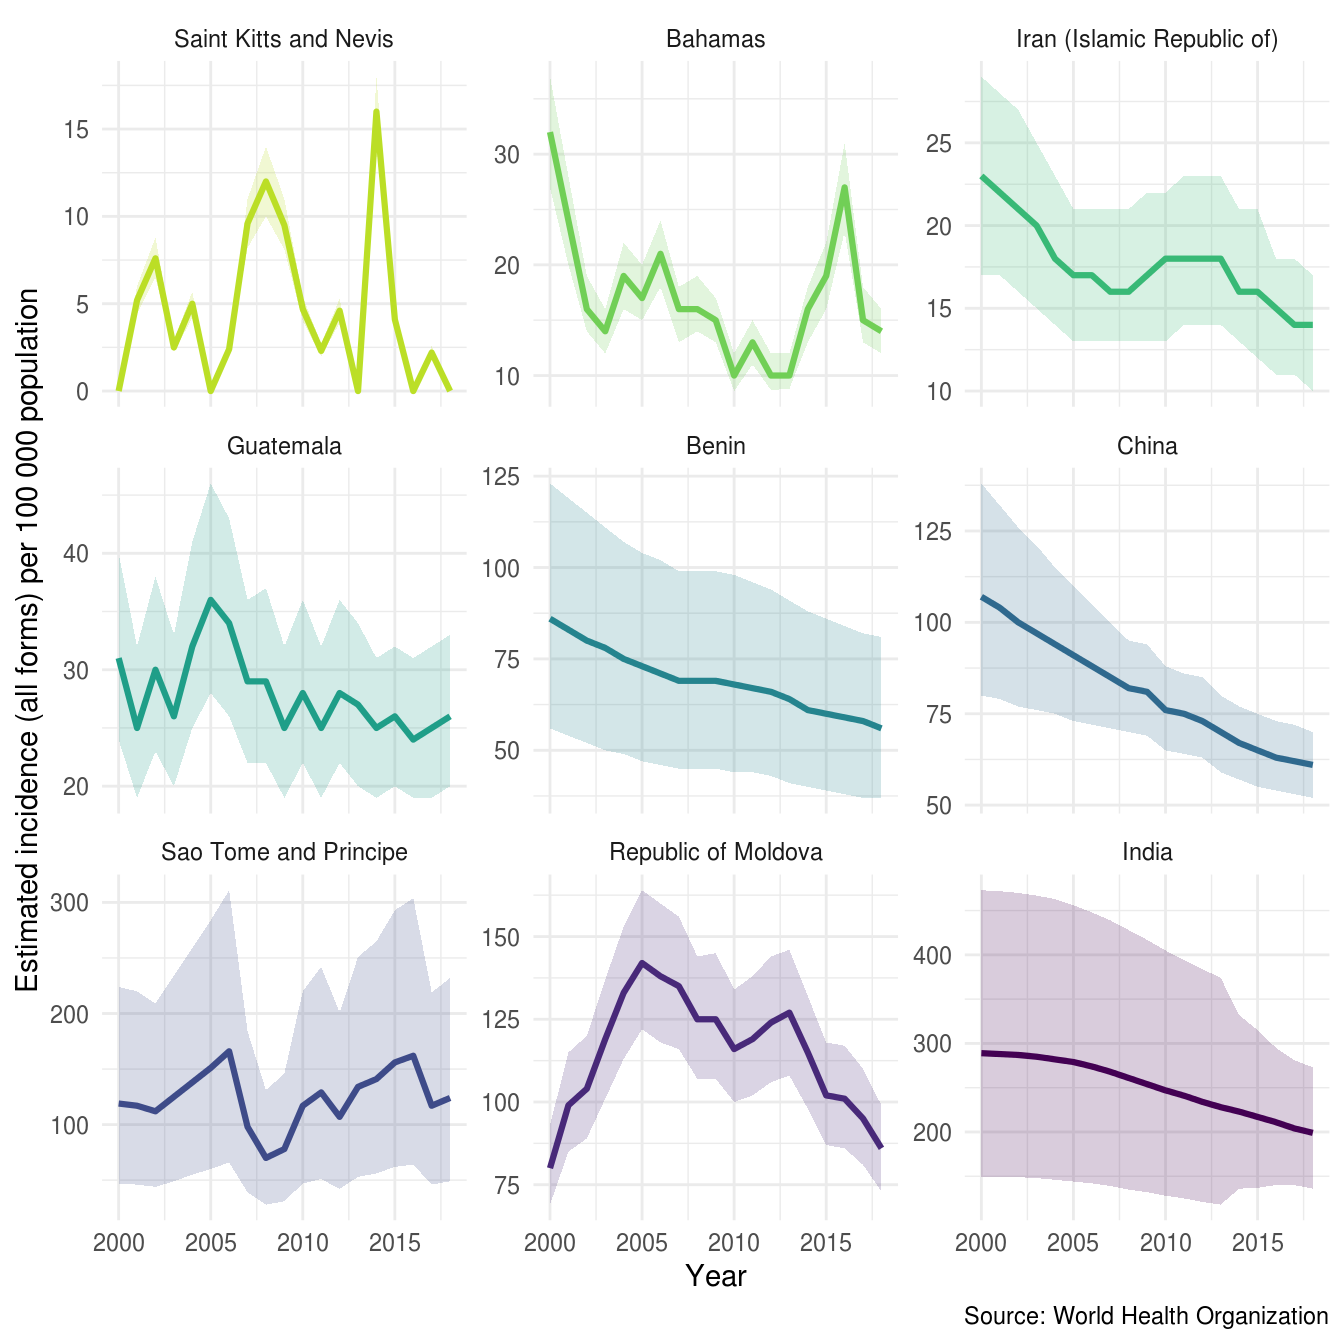 Saint Kitts and Nevis
Bahamas
Iran (Islamic Republic of)
15
10
5
0
30
20
10
25
20
15
10
Guatemala
Benin
China
40
30
20
125
100
75
50
125
100
75
50
Sao Tome and Principe
Republic of Moldova
India
300
200
100
150
125
100
75
400
300
200
2000 2005 2010 2015
2000 2005 2010 2015
2000 2005 2010 2015
Estimated incidence (all forms) per 100 000 population
Year
Source: World Health Organization